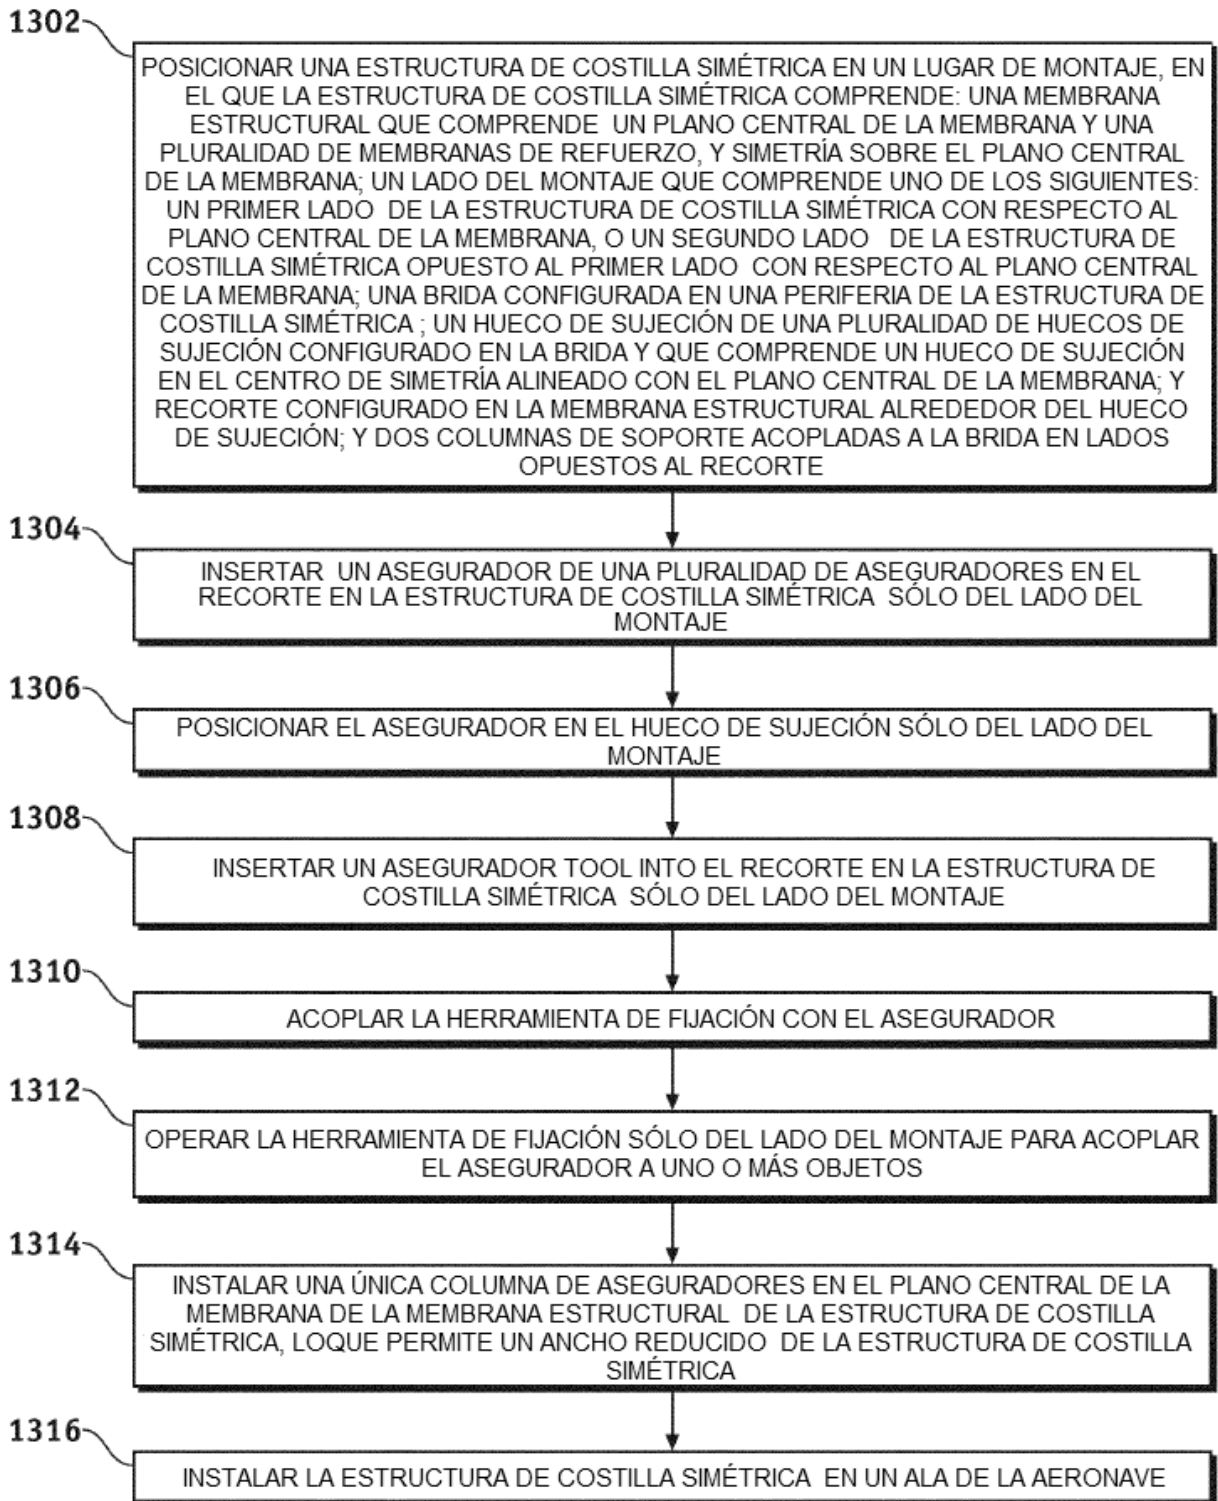 1302
POSICIONAR UNA ESTRUCTURA DE COSTILLA SIMÉTRICA EN UN LUGAR DE MONTAJE, EN
EL QUE LA ESTRUCTURA DE COSTILLA SIMÉTRICA COMPRENDE: UNA MEMBRANA
ESTRUCTURAL QUE COMPRENDE UN PLANO CENTRAL DE LA MEMBRANA Y UNA
PLURALIDAD DE MEMBRANAS DE REFUERZO, Y SIMETRÍA SOBRE EL PLANO CENTRAL
DE LA MEMBRANA; UN LADO DEL MONTAJE QUE COMPRENDE UNO DE LOS SIGUIENTES:
UN PRIMER LADO DE LA ESTRUCTURA DE COSTILLA SIMÉTRICA CON RESPECTO AL
PLANO CENTRAL DE LA MEMBRANA, O UN SEGUNDO LADO DE LA ESTRUCTURA DE
COSTILLA SIMÉTRICA OPUESTO AL PRIMER LADO CON RESPECTO AL PLANO CENTRAL
DE LA MEMBRANA; UNA BRIDA CONFIGURADA EN UNA PERIFERIA DE LA ESTRUCTURA DE
COSTILLA SIMÉTRICA ; UN HUECO DE SUJECIÓN DE UNA PLURALIDAD DE HUECOS DE
SUJECIÓN CONFIGURADO EN LA BRIDA Y QUE COMPRENDE UN HUECO DE SUJECIÓN
EN EL CENTRO DE SIMETRÍA ALINEADO CON EL PLANO CENTRAL DE LA MEMBRANA; Y
RECORTE CONFIGURADO EN LA MEMBRANA ESTRUCTURAL ALREDEDOR DEL HUECO
DE SUJECIÓN; Y DOS COLUMNAS DE SOPORTE ACOPLADAS A LA BRIDA EN LADOS
OPUESTOS AL RECORTE
1304
INSERTAR UN ASEGURADOR DE UNA PLURALIDAD DE ASEGURADORES EN EL
RECORTE EN LA ESTRUCTURA DE COSTILLA SIMÉTRICA SÓLO DEL LADO DEL
MONTAJE
1306
POSICIONAR EL ASEGURADOR EN EL HUECO DE SUJECIÓN SÓLO DEL LADO DEL
MONTAJE
1308
INSERTAR UN ASEGURADOR TOOL INTO EL RECORTE EN LA ESTRUCTURA DE
COSTILLA SIMÉTRICA SÓLO DEL LADO DEL MONTAJE
1310
ACOPLAR LA HERRAMIENTA DE FIJACIÓN CON EL ASEGURADOR
1312
OPERAR LA HERRAMIENTA DE FIJACIÓN SÓLO DEL LADO DEL MONTAJE PARA ACOPLAR
EL ASEGURADOR A UNO O MÁS OBJETOS
1314
INSTALAR UNA ÚNICA COLUMNA DE ASEGURADORES EN EL PLANO CENTRAL DE LA
MEMBRANA DE LA MEMBRANA ESTRUCTURAL DE LA ESTRUCTURA DE COSTILLA
SIMÉTRICA, LOQUE PERMITE UN ANCHO REDUCIDO DE LA ESTRUCTURA DE COSTILLA
SIMÉTRICA
1316
INSTALAR LA ESTRUCTURA DE COSTILLA SIMÉTRICA EN UN ALA DE LA AERONAVE